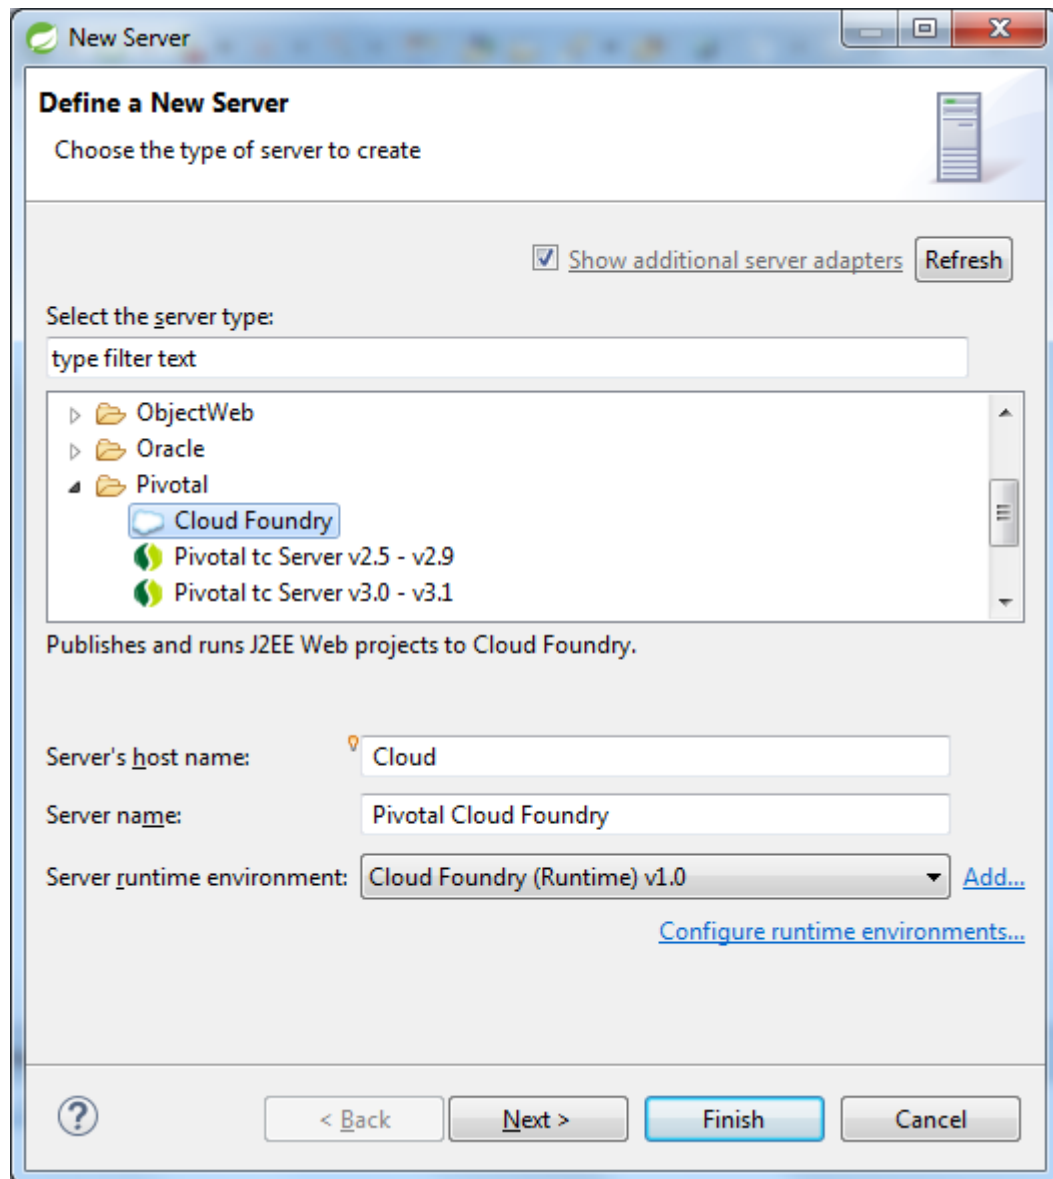 New Server
Define a New Server
Choose the type of server to create
Show additional server adapters Refresh
Select the server type:
type filter text
ObjectWeb
Oracle
Pivotal
Cloud Foundry
Pivotal tc Server v2.5 - v2.9
Pivotal tc Server v3.0 - v3.1
Publishes and runs J2EE Web projects to Cloud Foundry.
Server's host name: Cloud
Server name: Pivotal Cloud Foundry
Server runtime environment: Cloud Foundry (Runtime) v1.0 Add...
Configure runtime environments...
? < Back Next > Finish Cancel